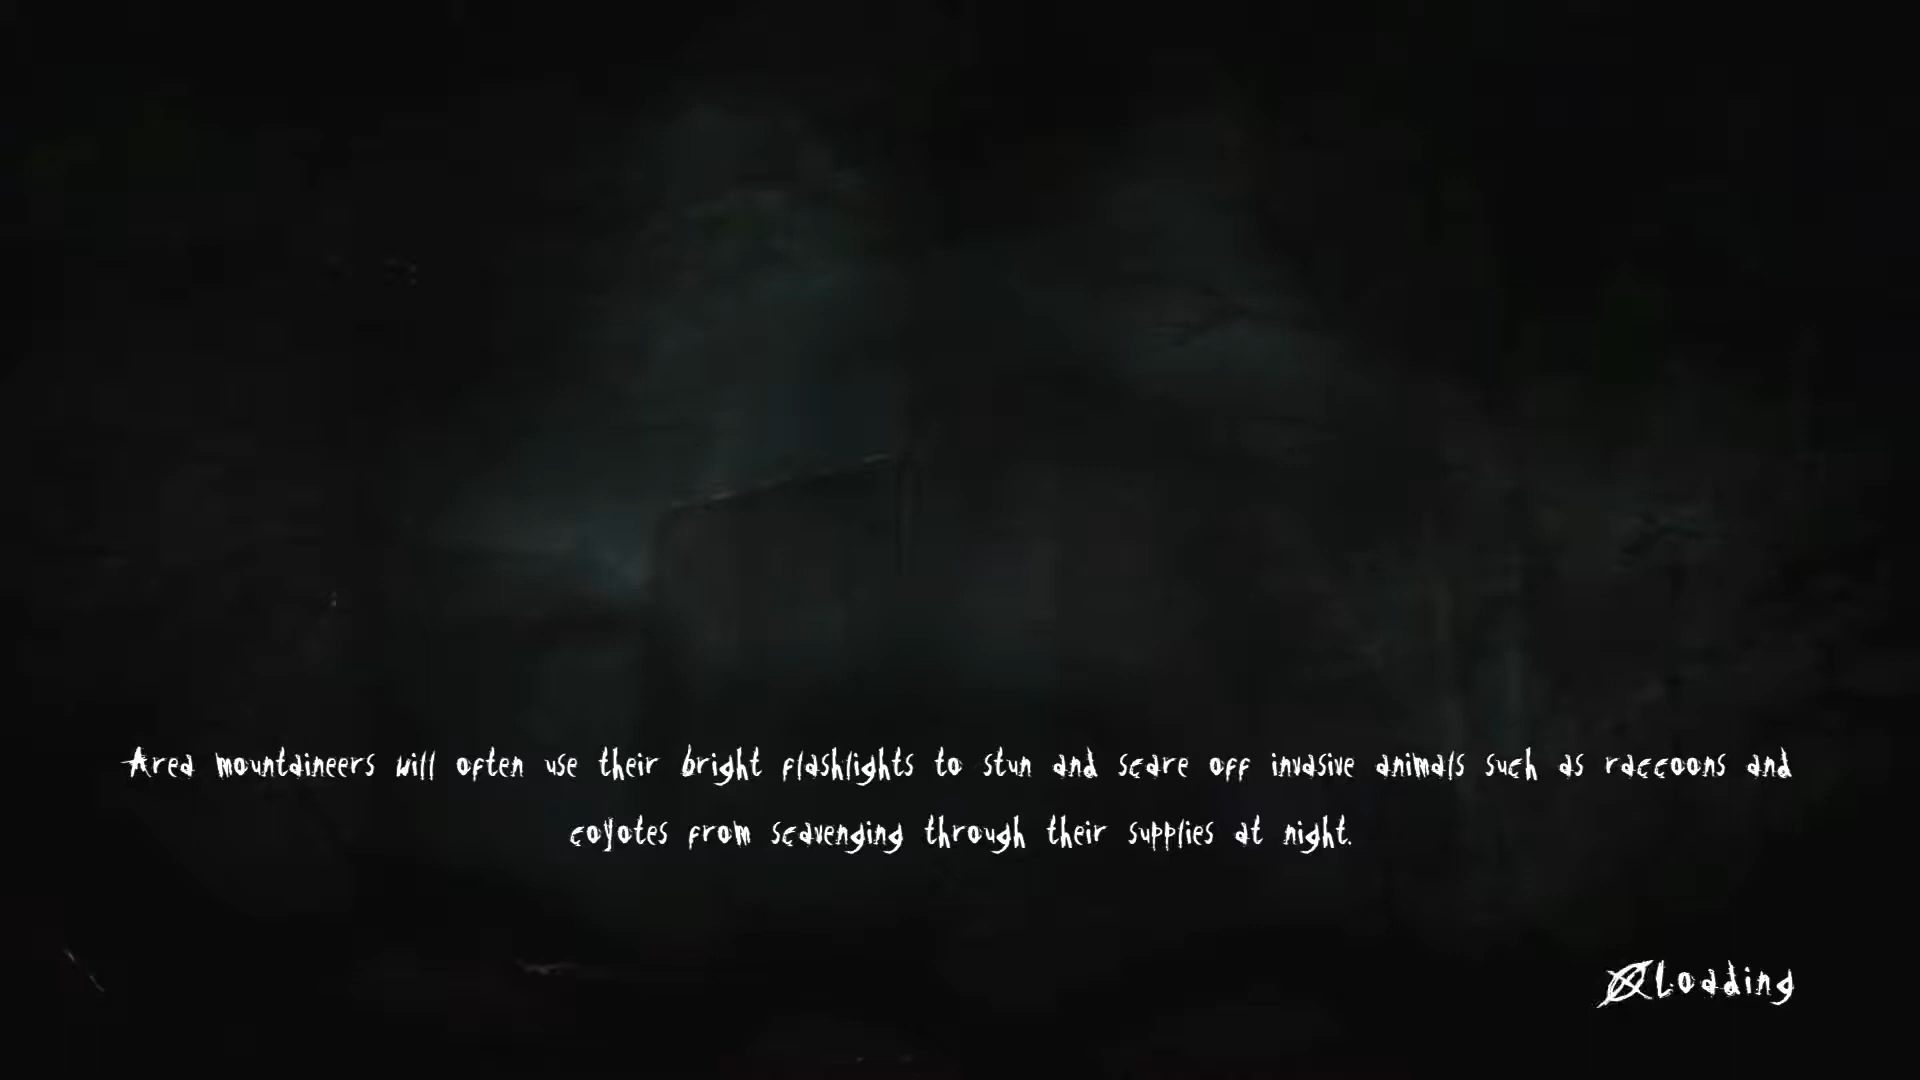 Area mountaineers will often use their bright flashlights to stun and scare off invasive animals such as raccoons and
coyotes from scavenging through their supplies at night.
Loading